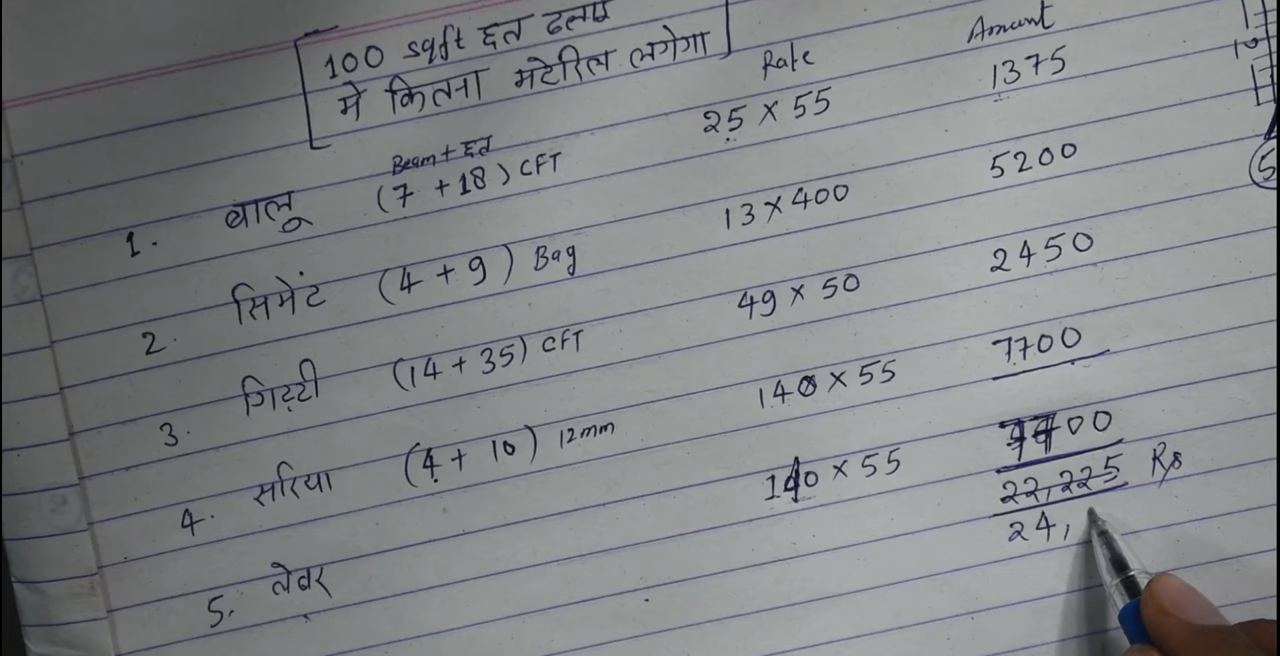 100 sqft छत ढलाई
मे कितना मटेरिल लगेगा
Rate Amount
Beam + छत
1. बालू (7 + 18) CFT 25 × 55 1375
2. सिमेंट (4 + 9) Bag 13 × 400 5200
3. गिट्टी (14 + 35) CFT 49 × 50 2450
4. सरिया (4 + 10) 12mm 140 × 55 7700
5. लेबर 140 × 55 7700
22,225 Rs
24,
10
5